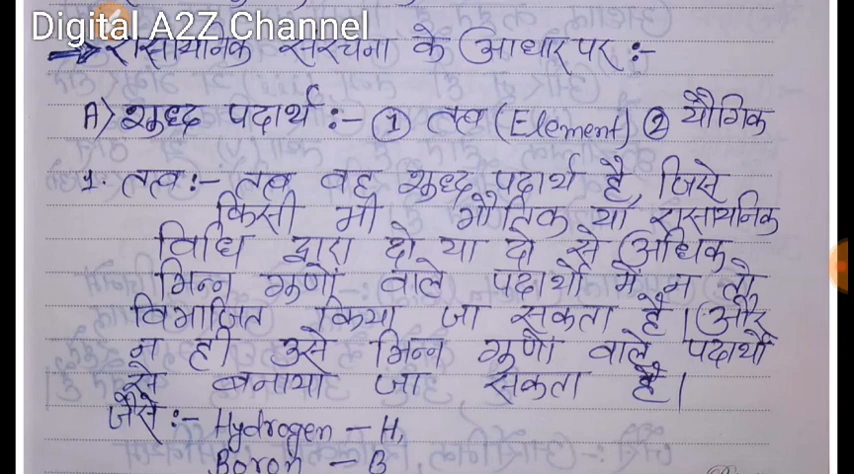 Digital A2Z Channel
→ रासायनिक संरचना के आधार पर :-
A) शुध्द पदार्थ :- ① तत्व (Element) ② यौगिक
1. तत्व :- तत्व वह शुध्द पदार्थ है, जिसे
किसी भी भौतिक या रासायनिक
विधि द्वारा दो या दो से अधिक
भिन्न गुणों वाले पदार्थों में न तो
विभाजित किया जा सकता है। और
न ही उसे भिन्न गुणों वाले पदार्थों
से बनाया जा सकता है।
जैसे :- Hydrogen – H,
Boron – B